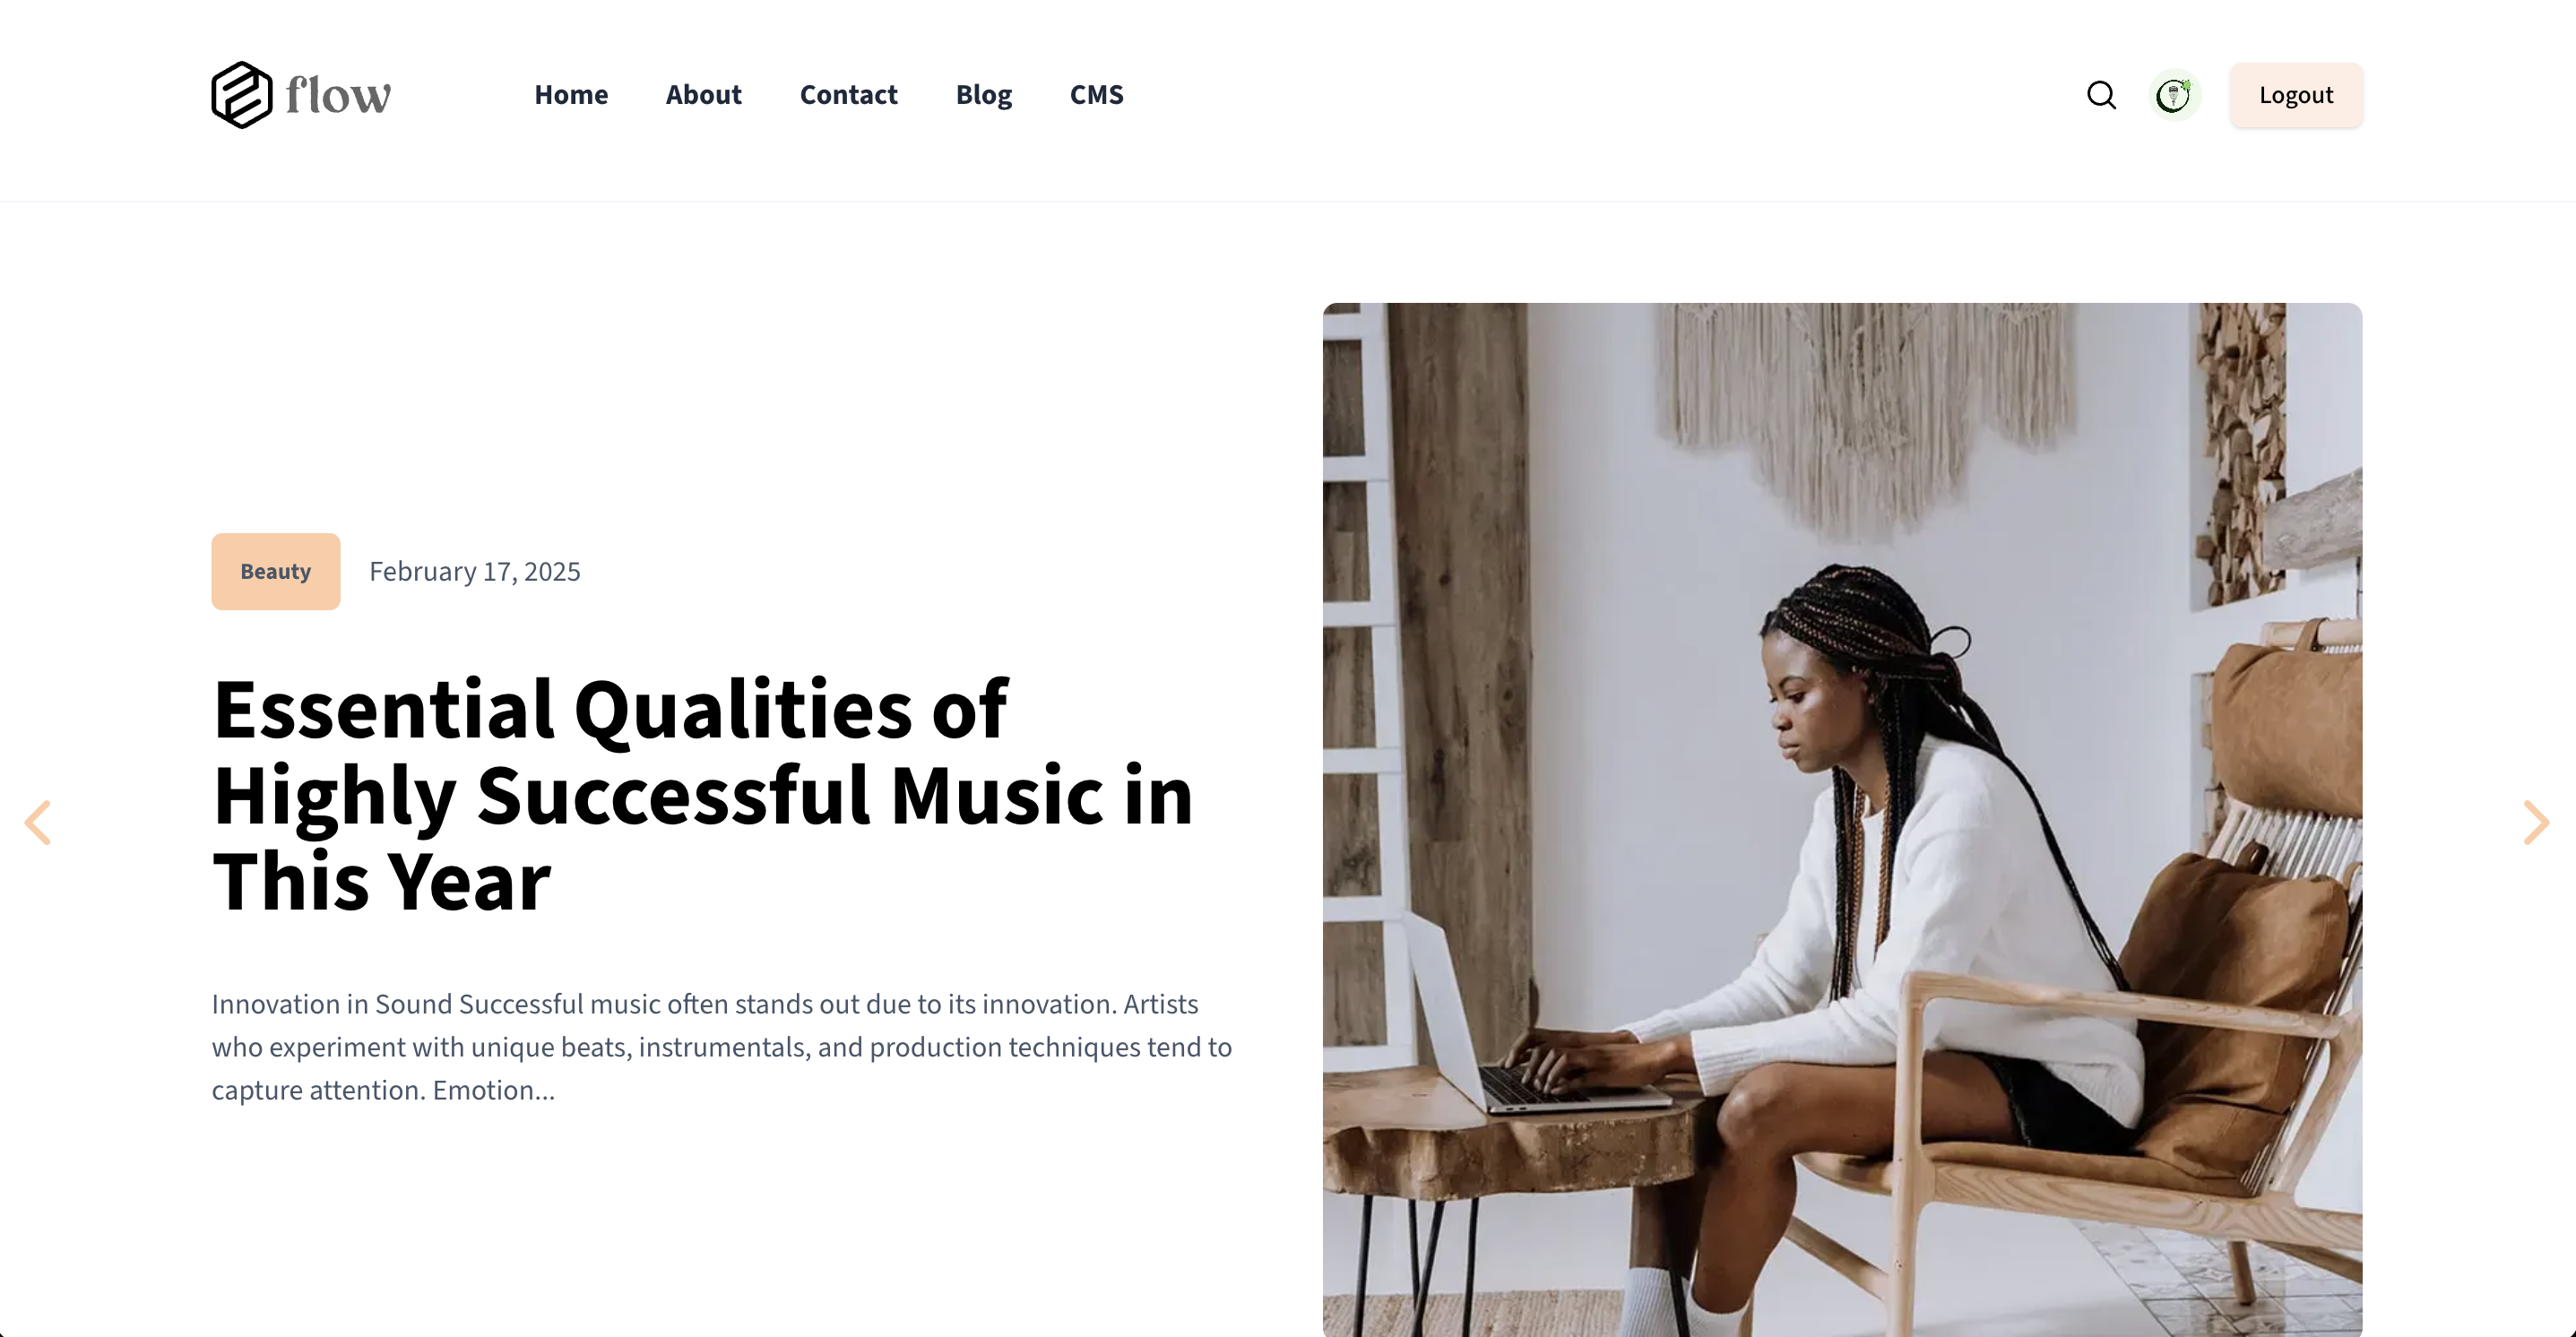 flow
Home
About
Contact
Blog
CMS
Logout
Beauty
February 17, 2025
Essential Qualities of
Highly Successful Music in
This Year
Innovation in Sound Successful music often stands out due to its innovation. Artists
who experiment with unique beats, instrumentals, and production techniques tend to
capture attention. Emotion...